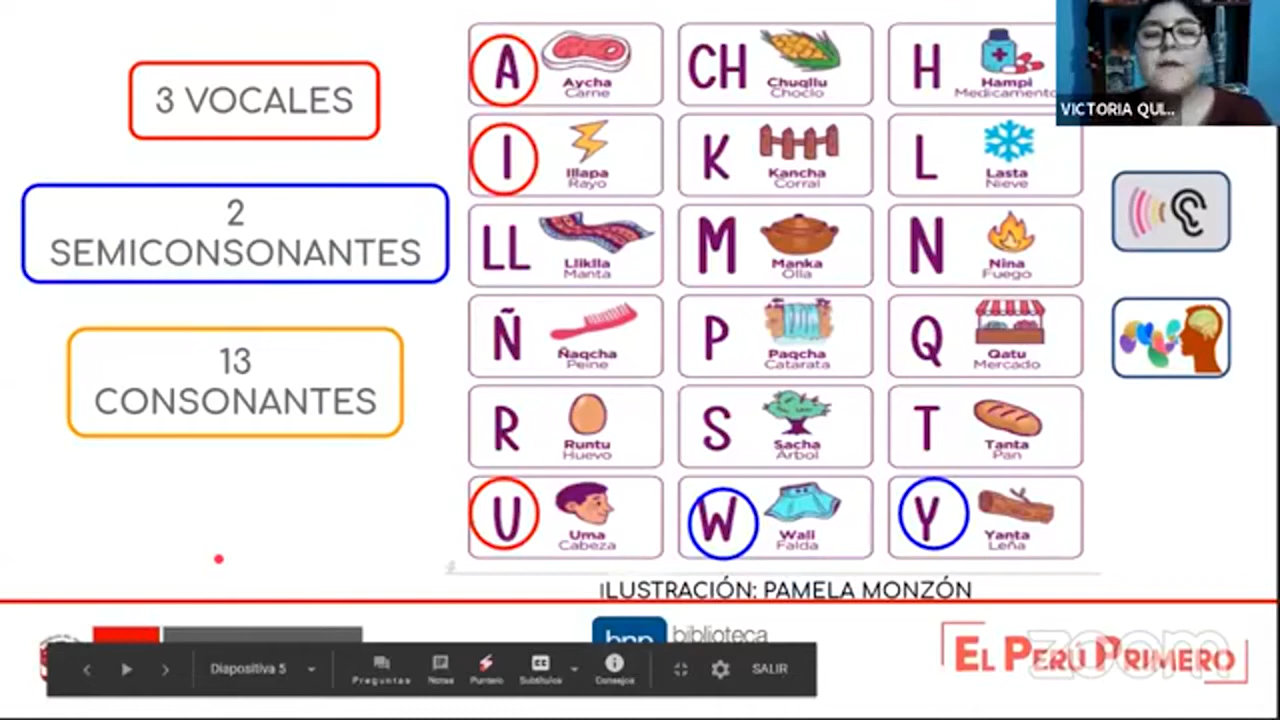 3 VOCALES
2
SEMICONSONANTES
13
CONSONANTES
A
Aycha
Carne
CH
Chuqllu
Choclo
H
Hampi
Medicamento
I
Illapa
Rayo
K
Kancha
Corral
L
Lasta
Nieve
LL
Lliklla
Manta
M
Manka
Olla
N
Nina
Fuego
Ñ
Ñaqcha
Peine
P
Paqcha
Catarata
Q
Qatu
Mercado
R
Runtu
Huevo
S
Sacha
Árbol
T
Tanta
Pan
U
Uma
Cabeza
W
Wali
Falda
Y
Yanta
Leña
ILUSTRACIÓN: PAMELA MONZÓN
VICTORIA QUI...
bnp biblioteca
EL PERÚ PRIMERO
zoom
Diapositiva 5
Preguntas
Notas
Puntero
Subtítulos
Consejos
SALIR